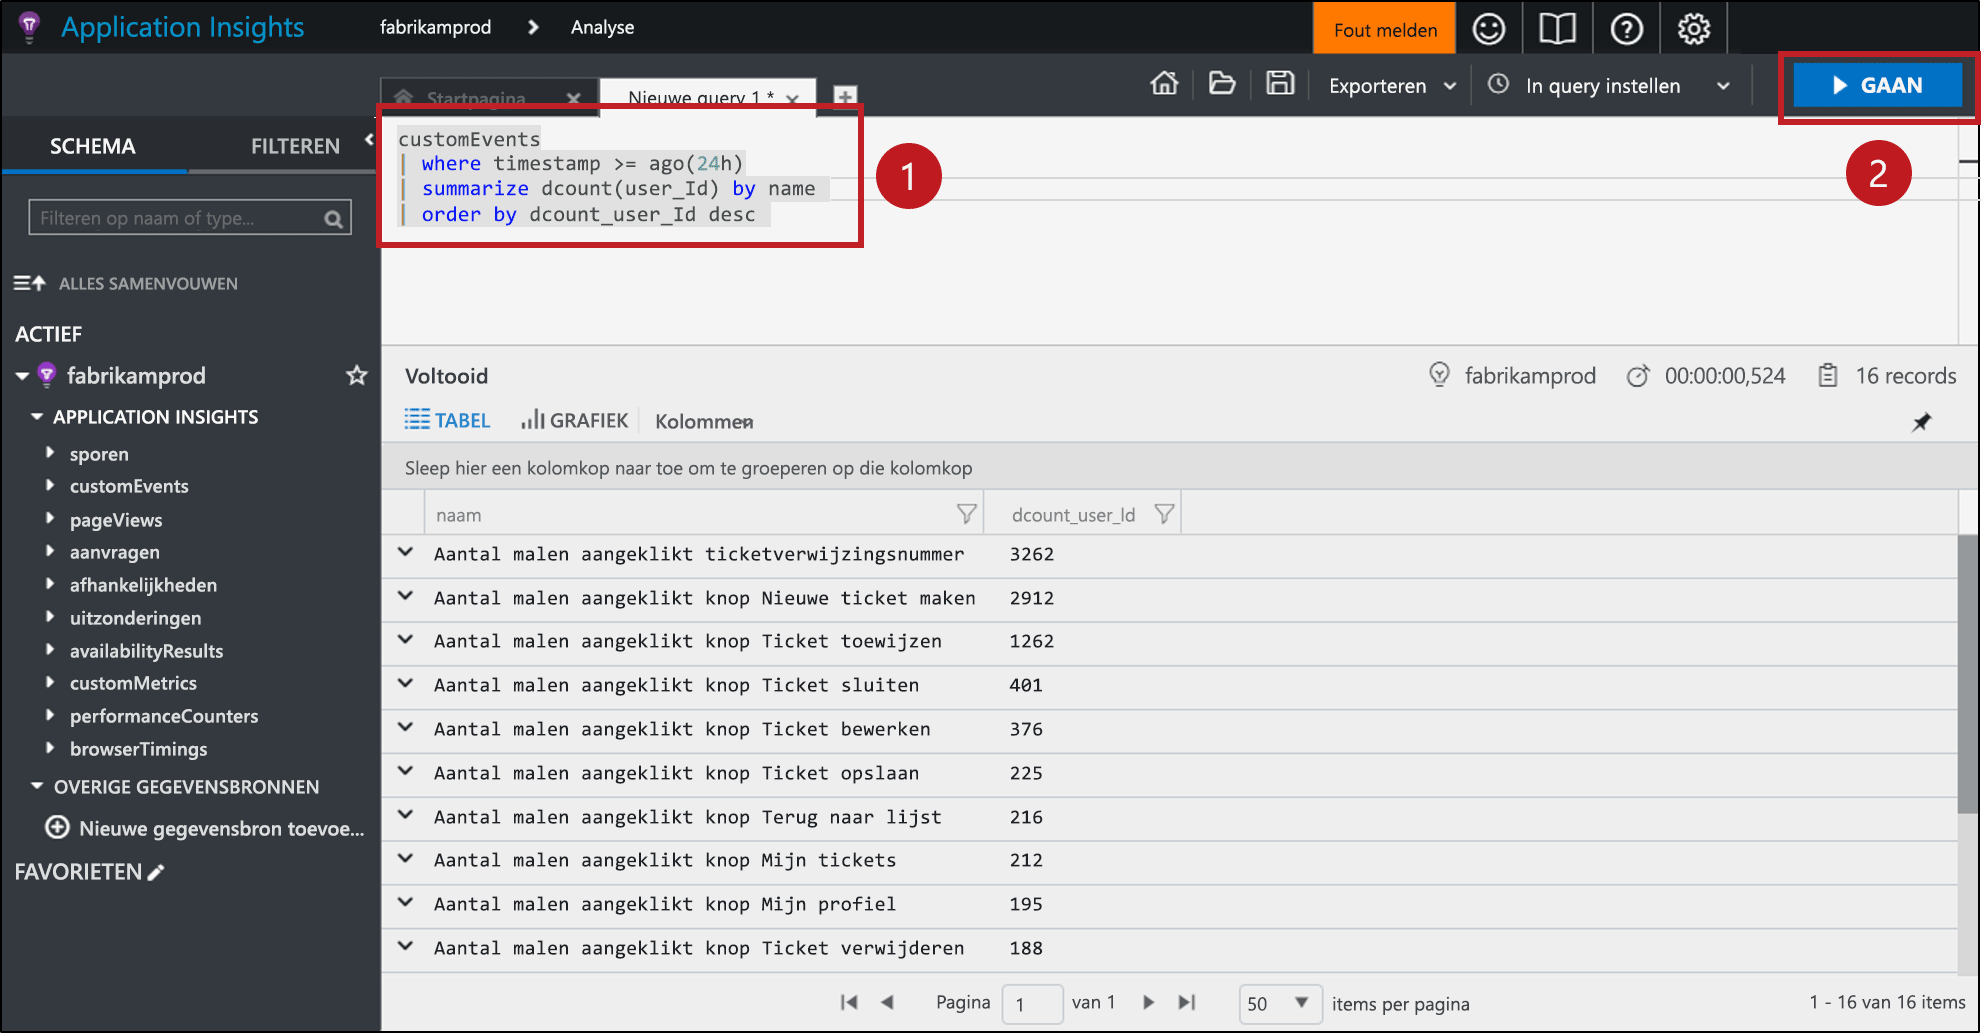 Application Insights
fabrikamprod
Analyse
Fout melden
Startpagina
Nieuwe query 1 *
Exporteren
In query instellen
GAAN
SCHEMA
FILTEREN
customEvents
| where timestamp >= ago(24h)
| summarize dcount(user_Id) by name
| order by dcount_user_Id desc
1
2
Filteren op naam of type...
ALLES SAMENVOUWEN
ACTIEF
fabrikamprod
APPLICATION INSIGHTS
sporen
customEvents
pageViews
aanvragen
afhankelijkheden
uitzonderingen
availabilityResults
customMetrics
performanceCounters
browserTimings
OVERIGE GEGEVENSBRONNEN
Nieuwe gegevensbron toevoe...
FAVORIETEN
Voltooid
fabrikamprod
00:00:00,524
16 records
TABEL
GRAFIEK
Kolommen
Sleep hier een kolomkop naar toe om te groeperen op die kolomkop
naam dcount_user_Id
Aantal malen aangeklikt ticketverwijzingsnummer 3262
Aantal malen aangeklikt knop Nieuwe ticket maken 2912
Aantal malen aangeklikt knop Ticket toewijzen 1262
Aantal malen aangeklikt knop Ticket sluiten 401
Aantal malen aangeklikt knop Ticket bewerken 376
Aantal malen aangeklikt knop Ticket opslaan 225
Aantal malen aangeklikt knop Terug naar lijst 216
Aantal malen aangeklikt knop Mijn tickets 212
Aantal malen aangeklikt knop Mijn profiel 195
Aantal malen aangeklikt knop Ticket verwijderen 188
Pagina 1 van 1
50 items per pagina
1 - 16 van 16 items